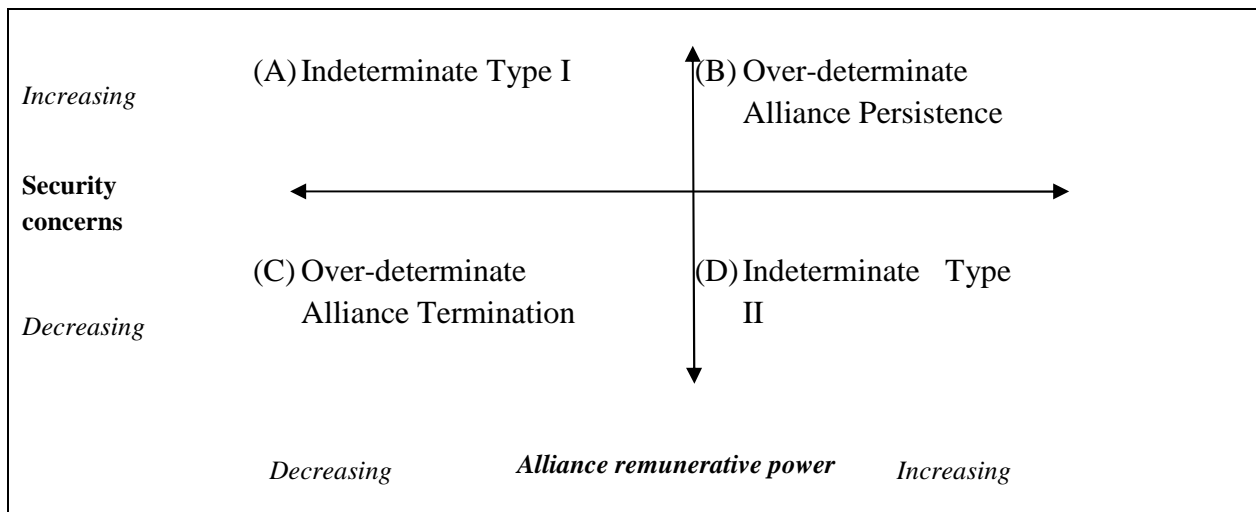 (A) Indeterminate Type I
(B) Over-determinate
Alliance Persistence
Increasing
Security
concerns
(C) Over-determinate
Alliance Termination
(D) Indeterminate Type
II
Decreasing
Decreasing Alliance remunerative power Increasing